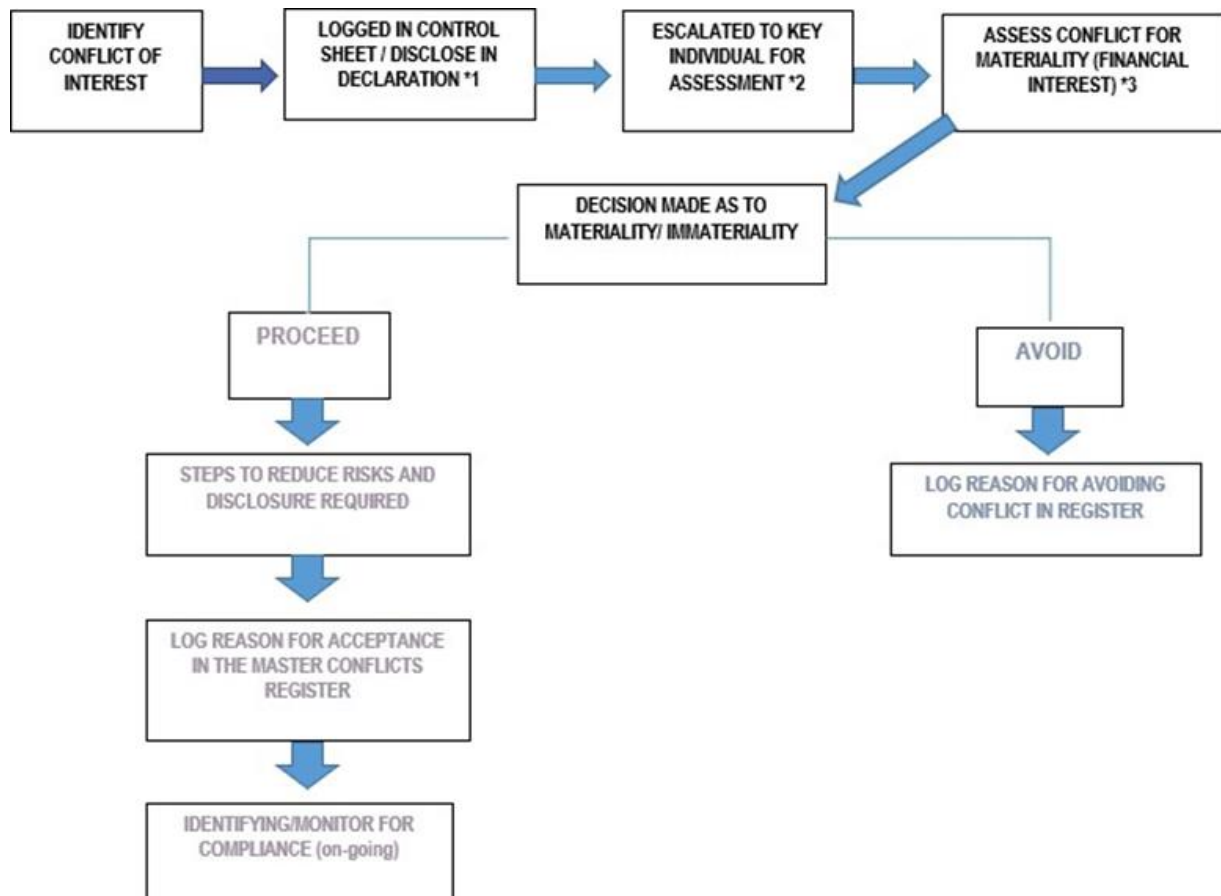 IDENTIFY
CONFLICT OF
INTEREST
LOGGED IN CONTROL
SHEET / DISCLOSE IN
DECLARATION *1
ESCALATED TO KEY
INDIVIDUAL FOR
ASSESSMENT *2
ASSESS CONFLICT FOR
MATERIALITY (FINANCIAL
INTEREST) *3
DECISION MADE AS TO
MATERIALITY/ IMMATERIALITY
PROCEED
AVOID
STEPS TO REDUCE RISKS AND
DISCLOSURE REQUIRED
LOG REASON FOR AVOIDING
CONFLICT IN REGISTER
LOG REASON FOR ACCEPTANCE
IN THE MASTER CONFLICTS
REGISTER
IDENTIFYING/MONITOR FOR
COMPLIANCE (on-going)